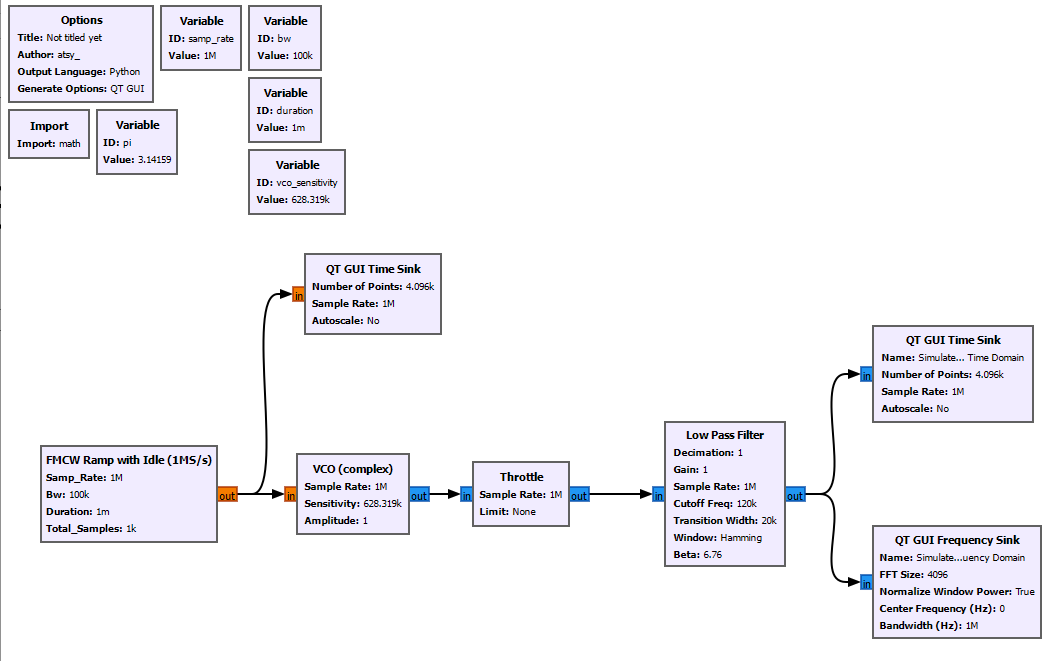 Options
Title: Not titled yet
Author: atsy_
Output Language: Python
Generate Options: QT GUI
Variable
ID: samp_rate
Value: 1M
Variable
ID: bw
Value: 100k
Variable
ID: duration
Value: 1m
Import
Import: math
Variable
ID: pi
Value: 3.14159
Variable
ID: vco_sensitivity
Value: 628.319k
QT GUI Time Sink
Number of Points: 4.096k
Sample Rate: 1M
Autoscale: No
in
FMCW Ramp with Idle (1MS/s)
Samp_Rate: 1M
Bw: 100k
Duration: 1m
Total_Samples: 1k
out
in
VCO (complex)
Sample Rate: 1M
Sensitivity: 628.319k
Amplitude: 1
out
in
Throttle
Sample Rate: 1M
Limit: None
out
in
Low Pass Filter
Decimation: 1
Gain: 1
Sample Rate: 1M
Cutoff Freq: 120k
Transition Width: 20k
Window: Hamming
Beta: 6.76
out
in
QT GUI Time Sink
Name: Simulate... Time Domain
Number of Points: 4.096k
Sample Rate: 1M
Autoscale: No
in
QT GUI Frequency Sink
Name: Simulate...uency Domain
FFT Size: 4096
Normalize Window Power: True
Center Frequency (Hz): 0
Bandwidth (Hz): 1M